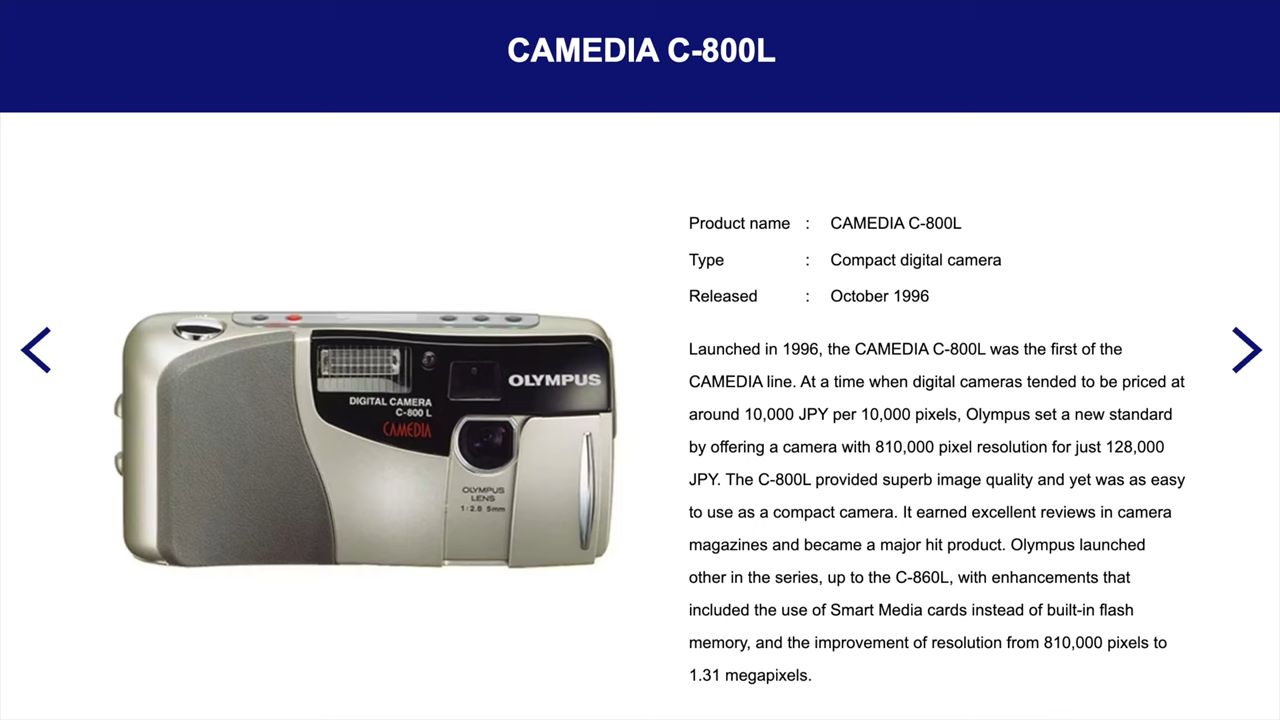 CAMEDIA C-800L
Product name : CAMEDIA C-800L
Type : Compact digital camera
Released : October 1996
OLYMPUS
DIGITAL CAMERA
C-800 L
CAMEDIA
OLYMPUS
LENS
1:2.8 5mm
Launched in 1996, the CAMEDIA C-800L was the first of the
CAMEDIA line. At a time when digital cameras tended to be priced at
around 10,000 JPY per 10,000 pixels, Olympus set a new standard
by offering a camera with 810,000 pixel resolution for just 128,000
JPY. The C-800L provided superb image quality and yet was as easy
to use as a compact camera. It earned excellent reviews in camera
magazines and became a major hit product. Olympus launched
other in the series, up to the C-860L, with enhancements that
included the use of Smart Media cards instead of built-in flash
memory, and the improvement of resolution from 810,000 pixels to
1.31 megapixels.